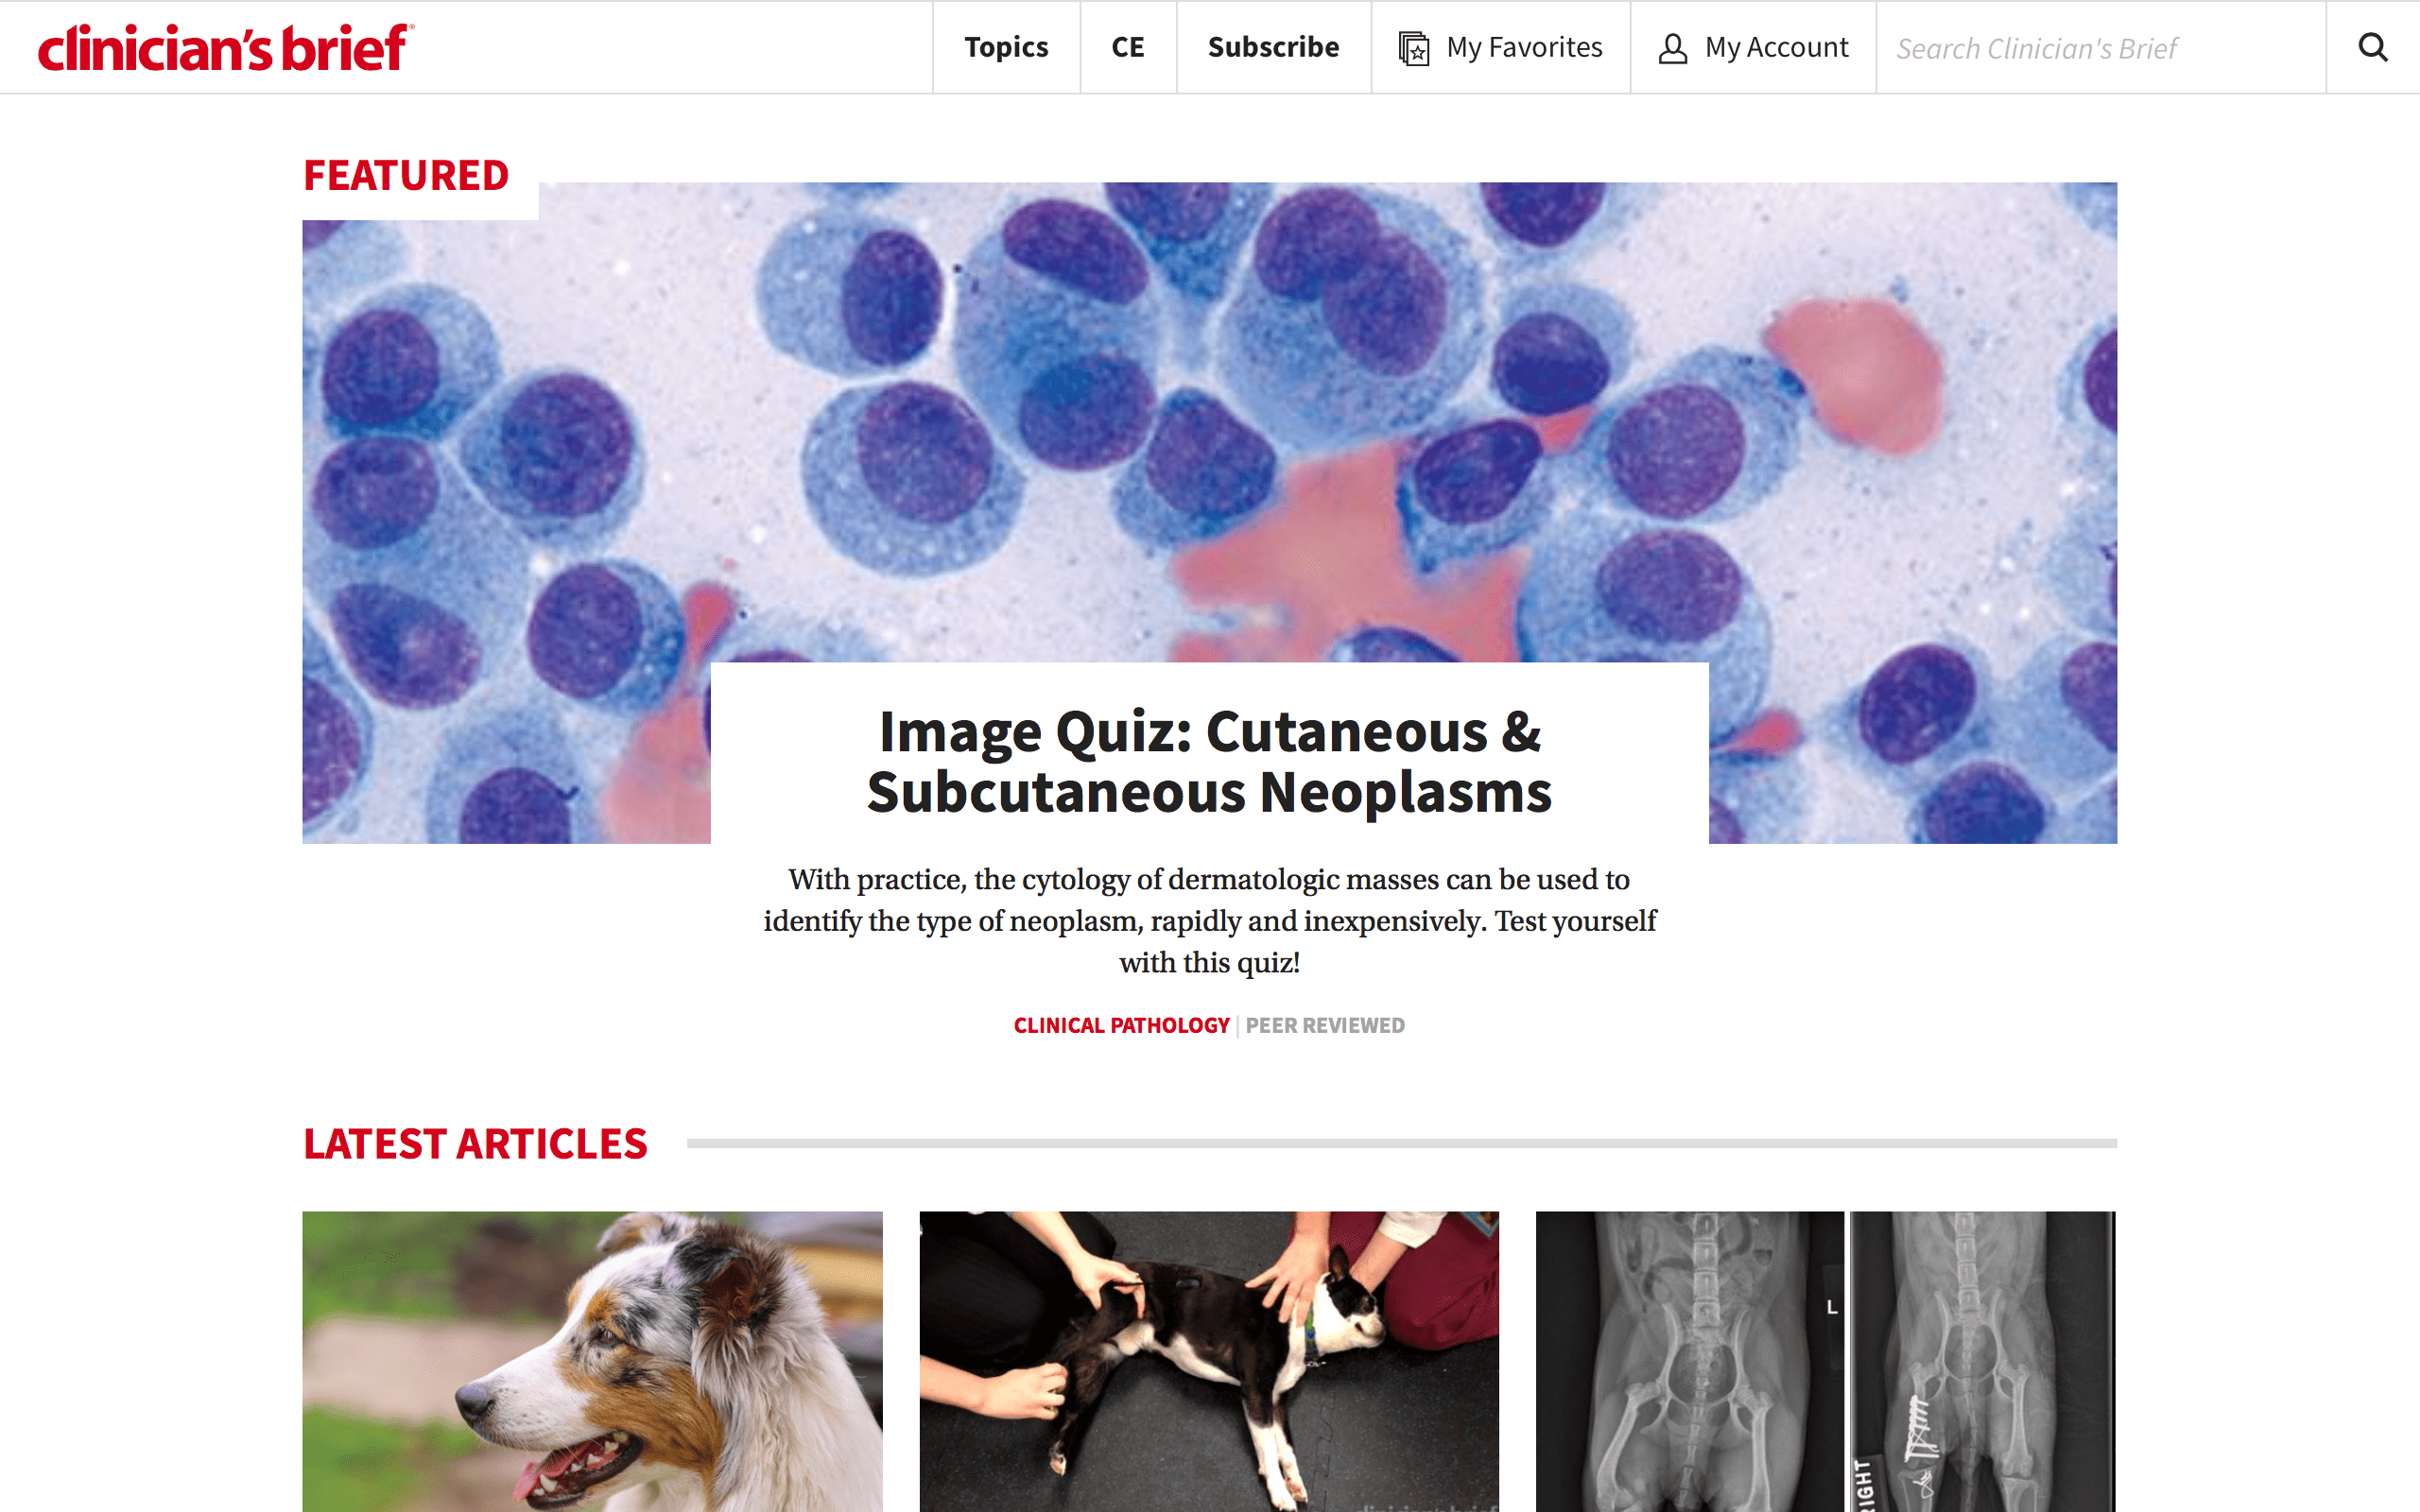 clinician's brief®
Topics
CE
Subscribe
My Favorites
My Account
Search Clinician's Brief
FEATURED
Image Quiz: Cutaneous &
Subcutaneous Neoplasms
With practice, the cytology of dermatologic masses can be used to
identify the type of neoplasm, rapidly and inexpensively. Test yourself
with this quiz!
CLINICAL PATHOLOGY | PEER REVIEWED
LATEST ARTICLES
L
RIGHT